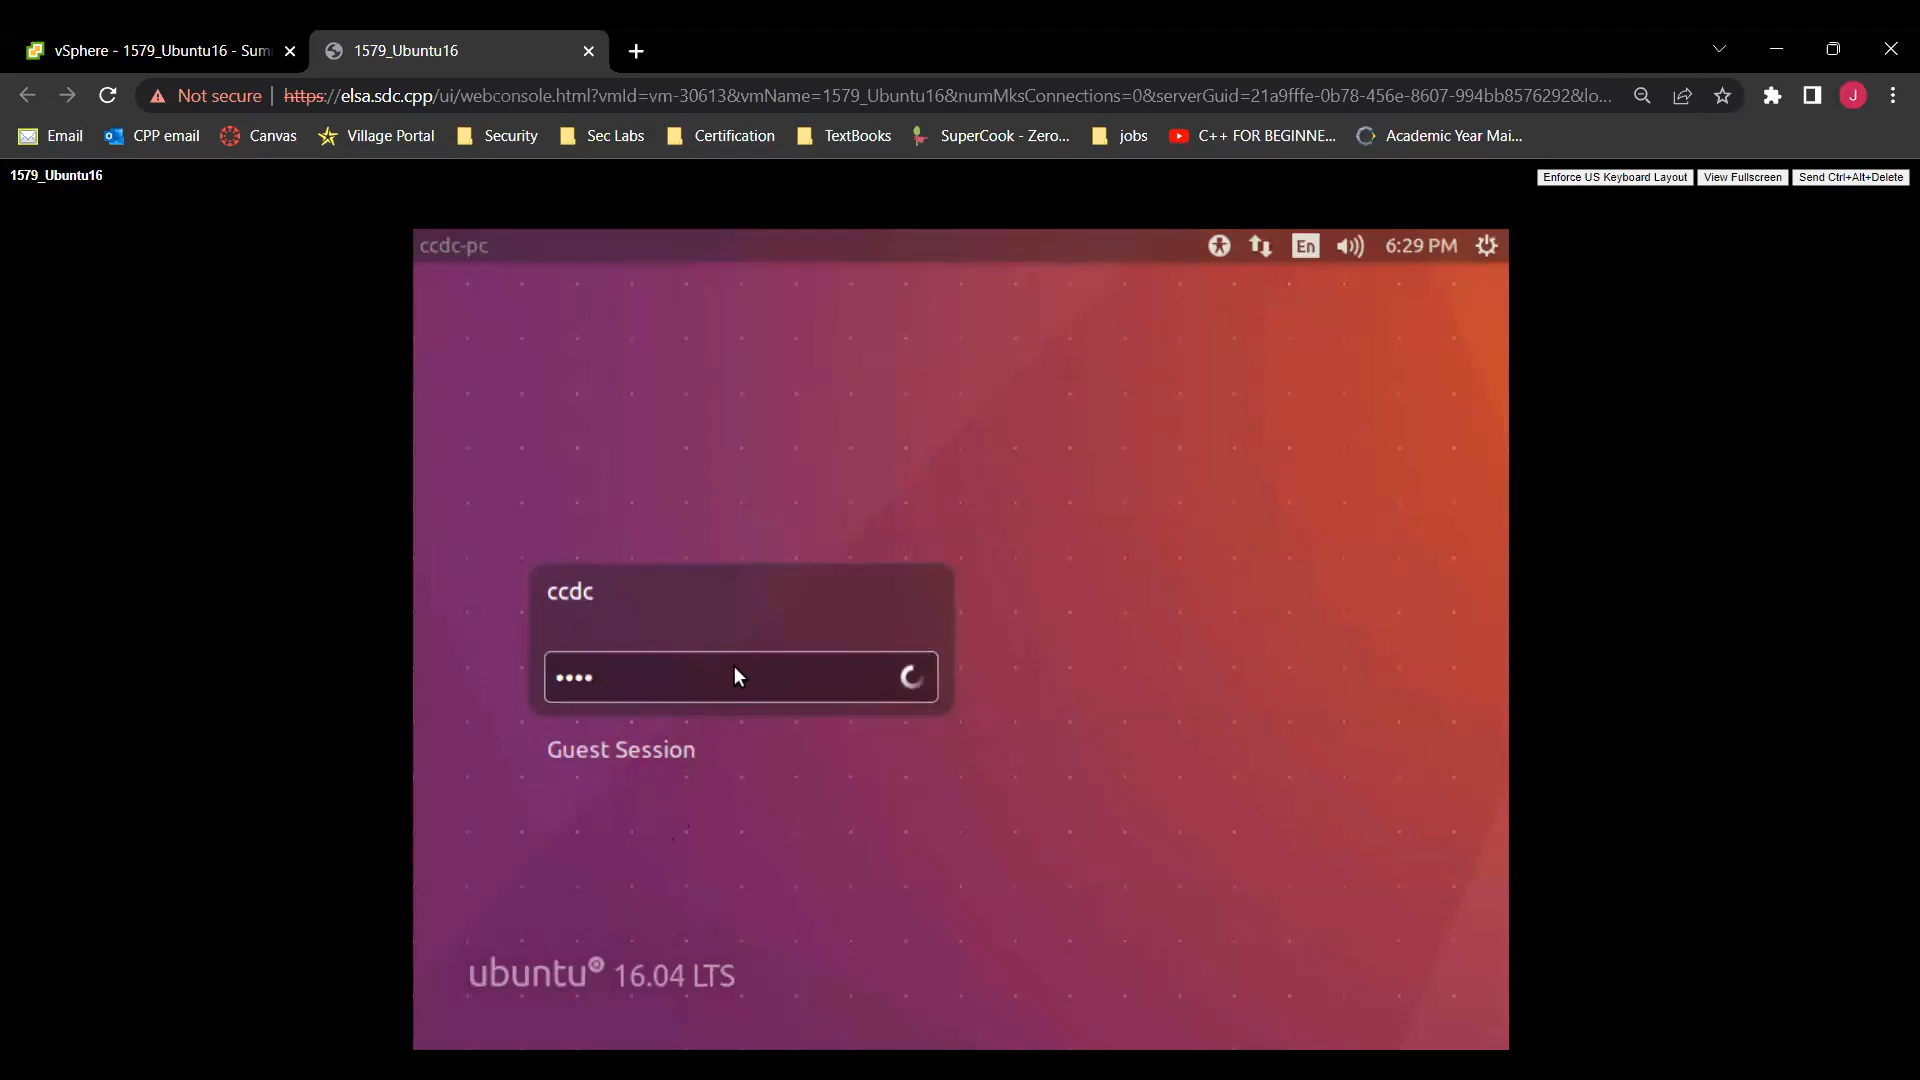 vSphere - 1579_Ubuntu16 - Sum
1579_Ubuntu16
Not secure | https://elsa.sdc.cpp/ui/webconsole.html?vmId=vm-30613&vmName=1579_Ubuntu16&numMksConnections=0&serverGuid=21a9fffe-0b78-456e-8607-994bb8576292&lo...
J
Email CPP email Canvas Village Portal Security Sec Labs Certification TextBooks SuperCook - Zero... jobs C++ FOR BEGINNE... Academic Year Mai...
1579_Ubuntu16
Enforce US Keyboard Layout View Fullscreen Send Ctrl+Alt+Delete
ccdc-pc En 6:29 PM
ccdc
Guest Session
ubuntu 16.04 LTS